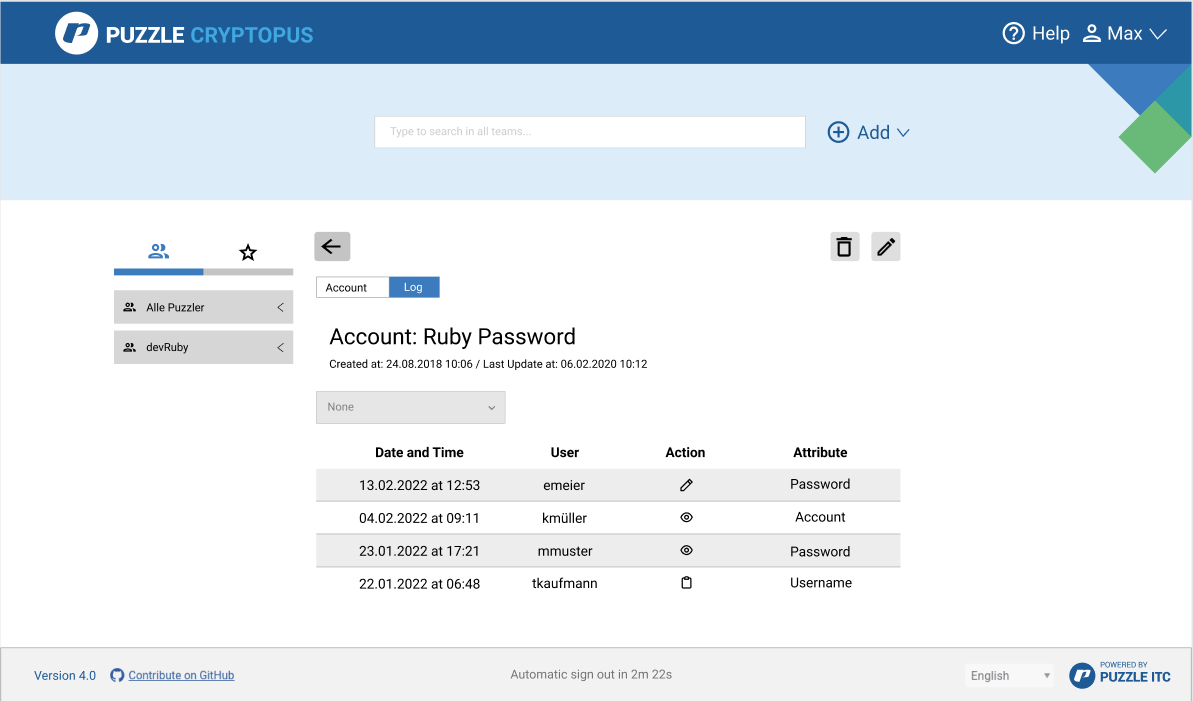 PUZZLE CRYPTOPUS
Help
Max
Type to search in all teams...
Add
Alle Puzzler
devRuby
Account
Log
Account: Ruby Password
Created at: 24.08.2018 10:06 / Last Update at: 06.02.2020 10:12
None
Date and Time User Action Attribute
13.02.2022 at 12:53 emeier Password
04.02.2022 at 09:11 kmüller Account
23.01.2022 at 17:21 mmuster Password
22.01.2022 at 06:48 tkaufmann Username
Version 4.0
Contribute on GitHub
Automatic sign out in 2m 22s
English
POWERED BY
PUZZLE ITC